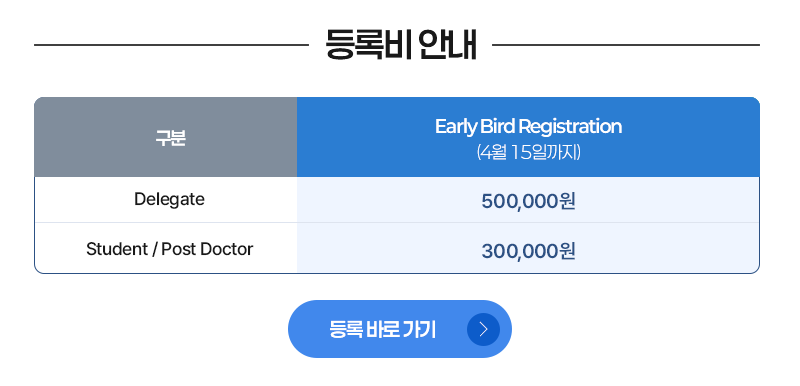 등록비 안내
구분
Early Bird Registration
(4월 15일까지)
Delegate
500,000원
Student / Post Doctor
300,000원
등록 바로 가기